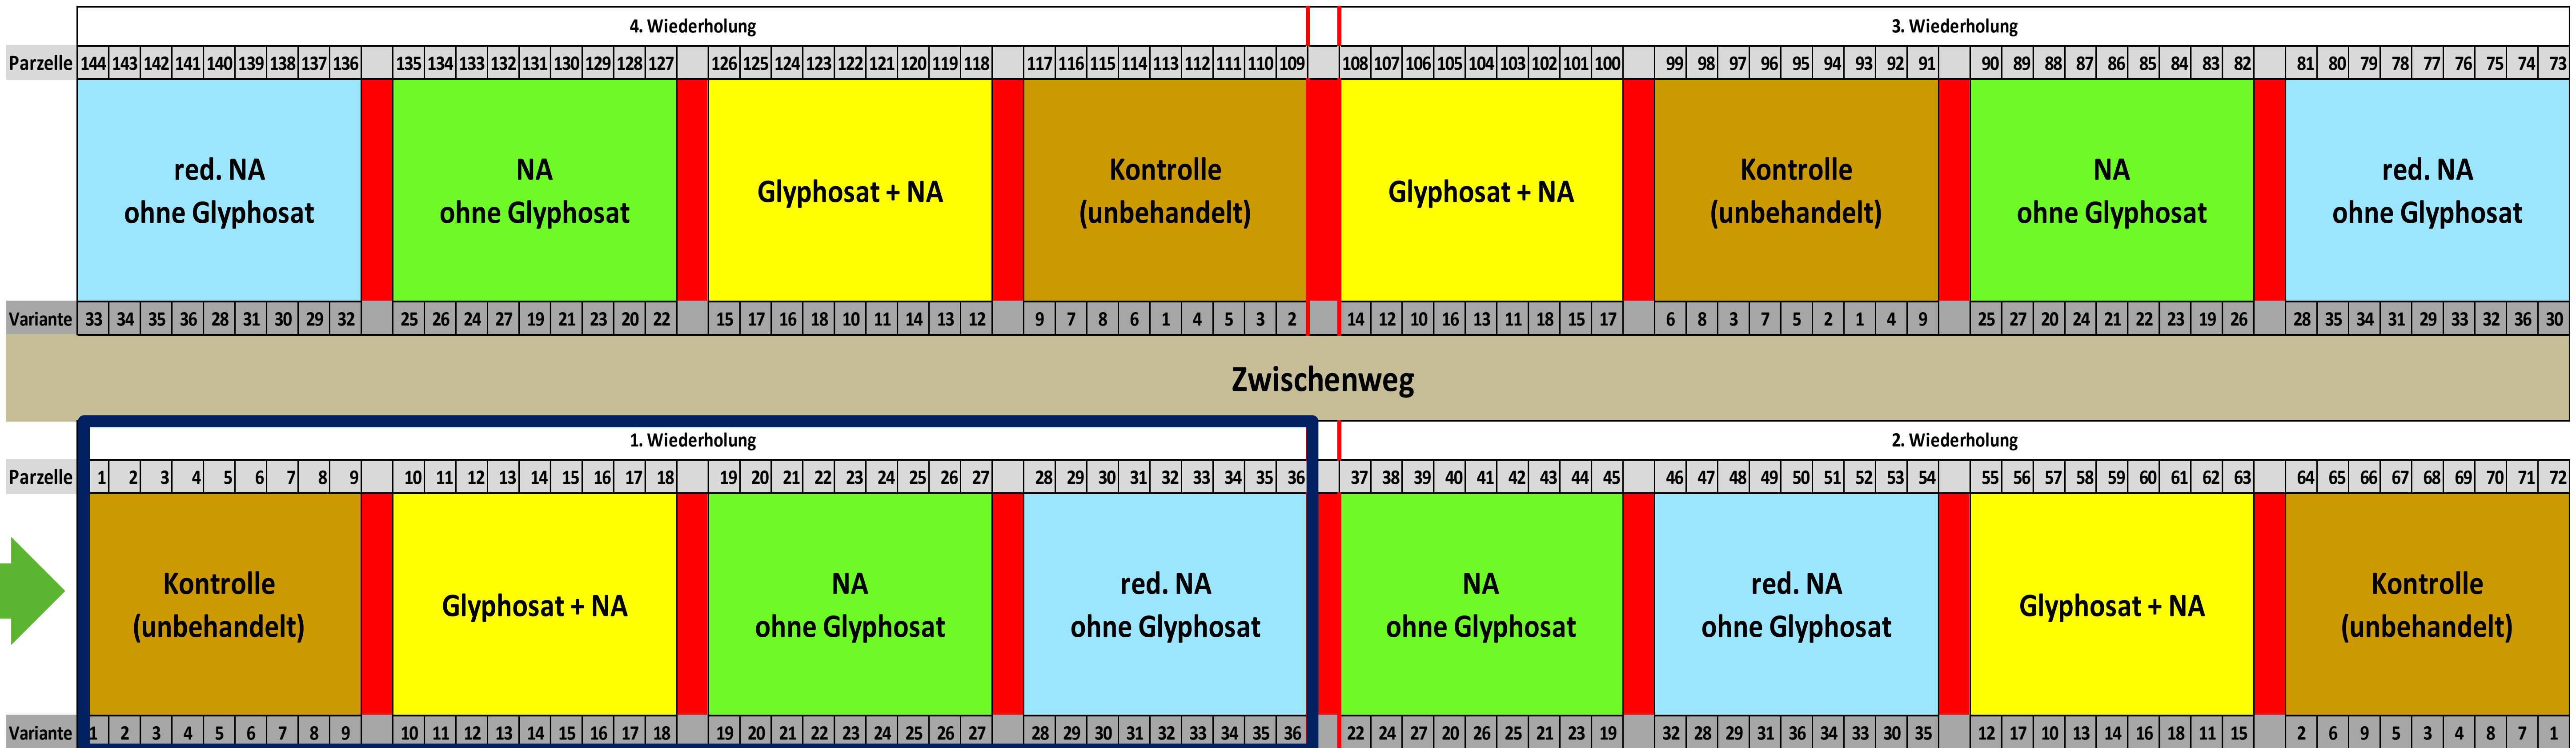 4. Wiederholung 3. Wiederholung
Parzelle 144 143 142 141 140 139 138 137 136 135 134 133 132 131 130 129 128 127 126 125 124 123 122 121 120 119 118 117 116 115 114 113 112 111 110 109 108 107 106 105 104 103 102 101 100 99 98 97 96 95 94 93 92 91 90 89 88 87 86 85 84 83 82 81 80 79 78 77 76 75 74 73
red. NA
ohne Glyphosat
NA
ohne Glyphosat
Glyphosat + NA
Kontrolle
(unbehandelt)
Glyphosat + NA
Kontrolle
(unbehandelt)
NA
ohne Glyphosat
red. NA
ohne Glyphosat
Variante 33 34 35 36 28 31 30 29 32 25 26 24 27 19 21 23 20 22 15 17 16 18 10 11 14 13 12 9 7 8 6 1 4 5 3 2 14 12 10 16 13 11 18 15 17 6 8 3 7 5 2 1 4 9 25 27 20 24 21 22 23 19 26 28 35 34 31 29 33 32 36 30
Zwischenweg
1. Wiederholung 2. Wiederholung
Parzelle 1 2 3 4 5 6 7 8 9 10 11 12 13 14 15 16 17 18 19 20 21 22 23 24 25 26 27 28 29 30 31 32 33 34 35 36 37 38 39 40 41 42 43 44 45 46 47 48 49 50 51 52 53 54 55 56 57 58 59 60 61 62 63 64 65 66 67 68 69 70 71 72
Kontrolle
(unbehandelt)
Glyphosat + NA
NA
ohne Glyphosat
red. NA
ohne Glyphosat
NA
ohne Glyphosat
red. NA
ohne Glyphosat
Glyphosat + NA
Kontrolle
(unbehandelt)
Variante 1 2 3 4 5 6 7 8 9 10 11 12 13 14 15 16 17 18 19 20 21 22 23 24 25 26 27 28 29 30 31 32 33 34 35 36 22 24 27 20 26 25 21 23 19 32 28 29 31 36 34 33 30 35 12 17 10 13 14 16 18 11 15 2 6 9 5 3 4 8 7 1